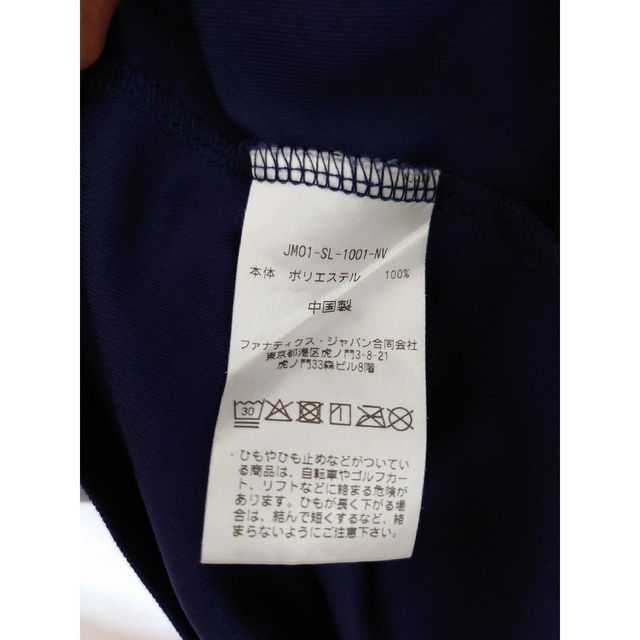 JM01-SL-1001-NV
本体 ポリエステル 100%
中国製
ファナティクス・ジャパン合同会社
東京都港区虎ノ門3-8-21
虎ノ門33森ビル8階
30
・ひもやひも止めなどがついてい
る商品は、自転車やゴルフカー
ト、リフトなどに絡まる危険が
あります。ひもが長く下がる場
合は、結んで短くするなど、絡
まらないようにご注意下さい。